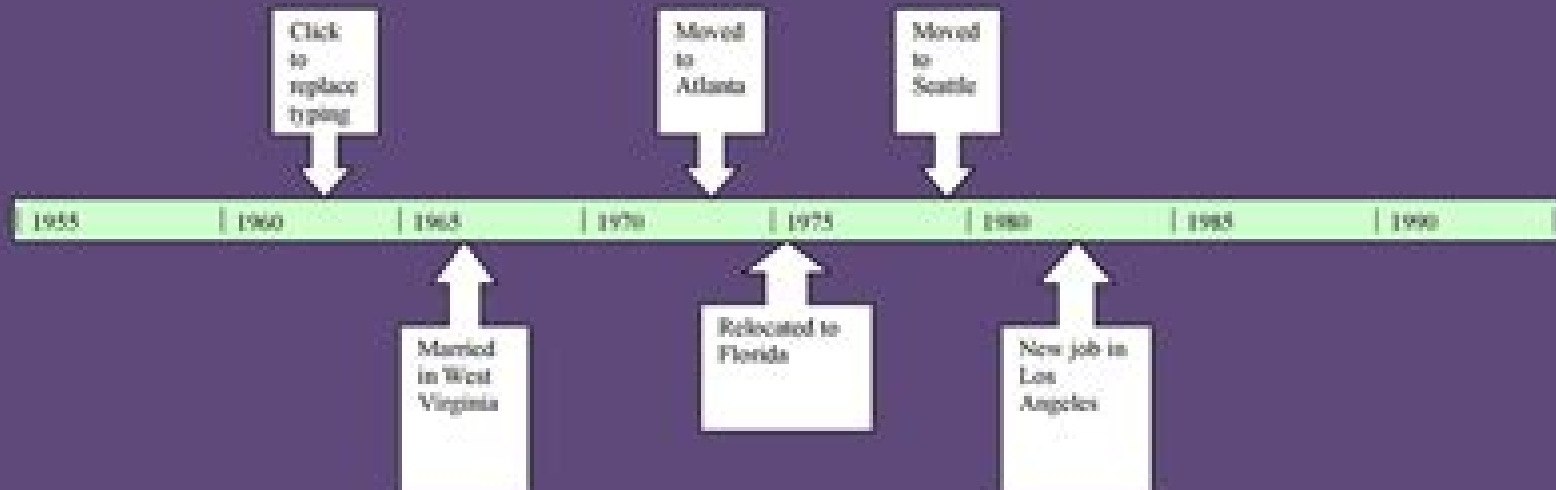 Click
to
replace
typing
Moved
to
Atlanta
Moved
to
Seattle
1955 1960 1965 1970 1975 1980 1985 1990
Married
in West
Virginia
Relocated to
Florida
New job in
Los
Angeles